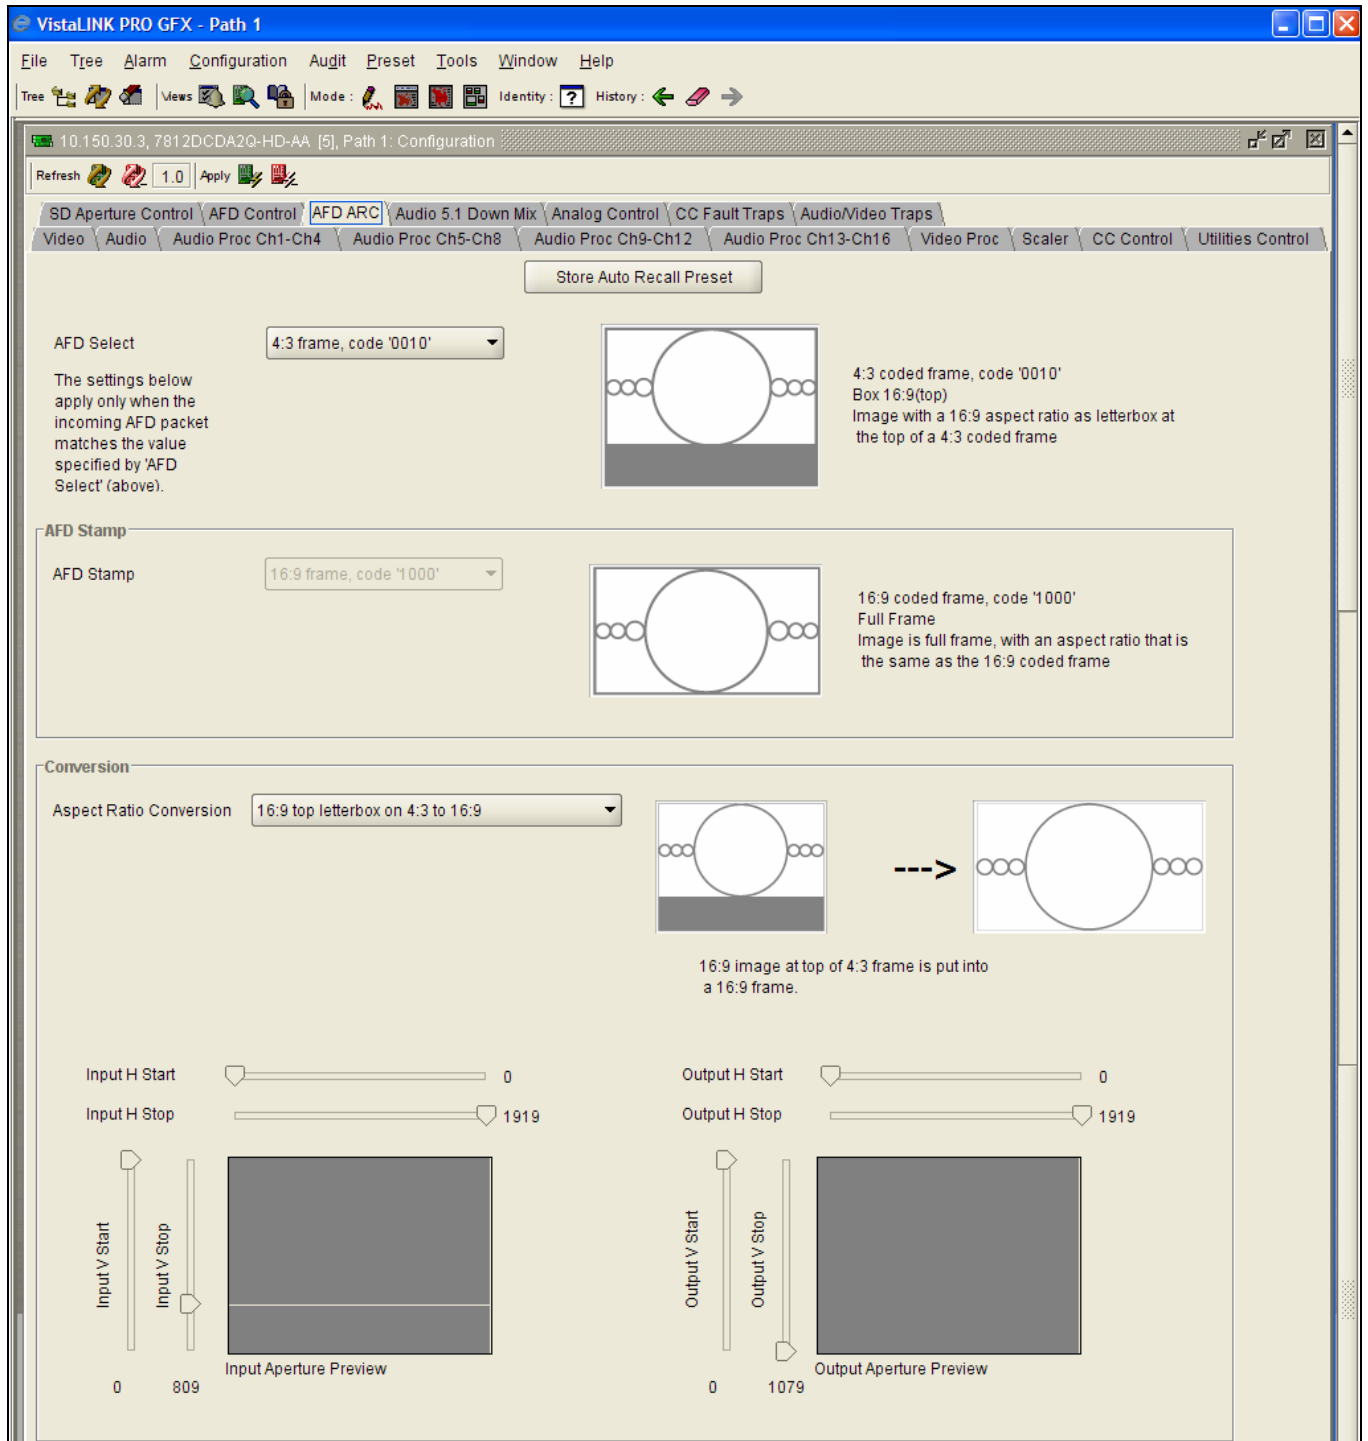 VistaLINK PRO GFX - Path 1
File Tree Alarm Configuration Audit Preset Tools Window Help
Tree Views Mode : Identity : ? History :
10.150.30.3, 7812DCDA2Q-HD-AA [5], Path 1: Configuration
Refresh 1.0 Apply
SD Aperture Control AFD Control AFD ARC Audio 5.1 Down Mix Analog Control CC Fault Traps Audio/Video Traps
Video Audio Audio Proc Ch1-Ch4 Audio Proc Ch5-Ch8 Audio Proc Ch9-Ch12 Audio Proc Ch13-Ch16 Video Proc Scaler CC Control Utilities Control
Store Auto Recall Preset
AFD Select
4:3 frame, code '0010'
The settings below
apply only when the
incoming AFD packet
matches the value
specified by 'AFD
Select' (above).
4:3 coded frame, code '0010'
Box 16:9(top)
Image with a 16:9 aspect ratio as letterbox at
the top of a 4:3 coded frame
AFD Stamp
AFD Stamp
16:9 frame, code '1000'
16:9 coded frame, code '1000'
Full Frame
Image is full frame, with an aspect ratio that is
the same as the 16:9 coded frame
Conversion
Aspect Ratio Conversion
16:9 top letterbox on 4:3 to 16:9
--->
16:9 image at top of 4:3 frame is put into
a 16:9 frame.
Input H Start 0
Input H Stop 1919
Input V Start
Input V Stop
Input Aperture Preview
0 809
Output H Start 0
Output H Stop 1919
Output V Start
Output V Stop
Output Aperture Preview
0 1079